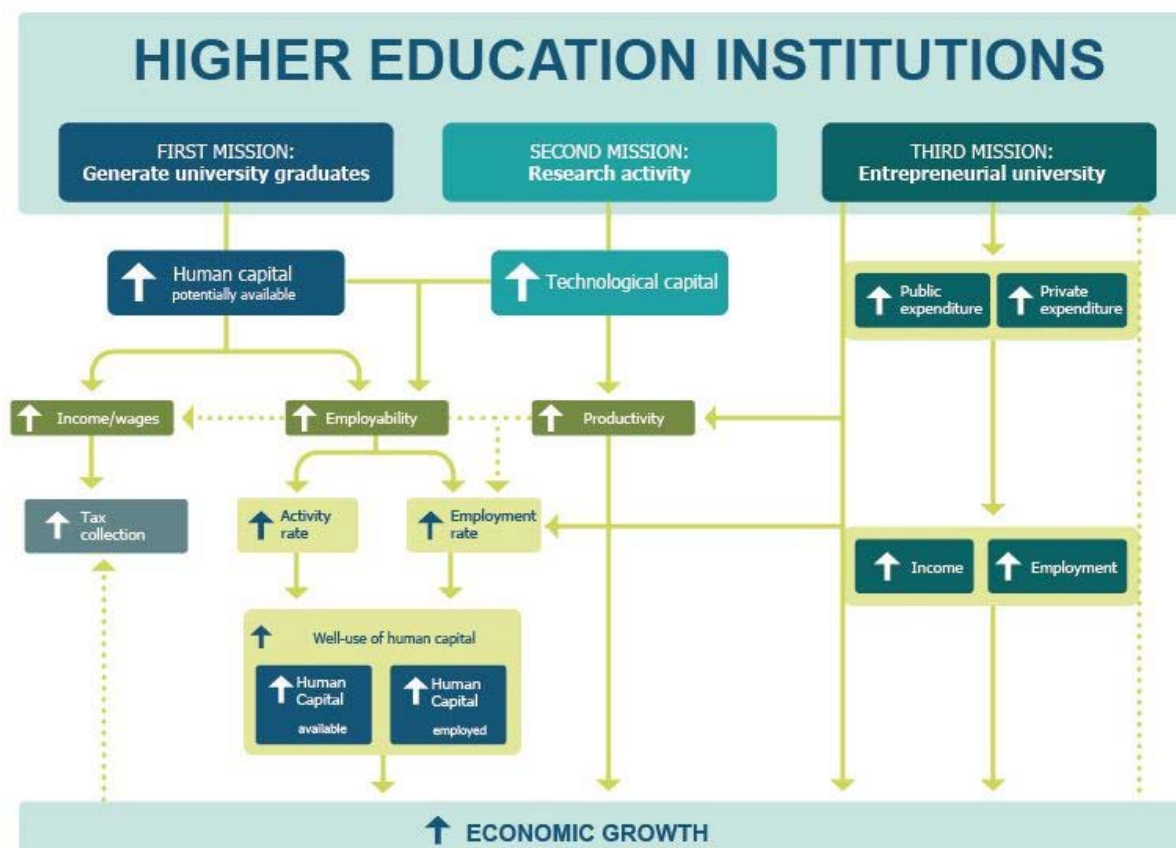 HIGHER EDUCATION INSTITUTIONS
FIRST MISSION:
Generate university graduates
SECOND MISSION:
Research activity
THIRD MISSION:
Entrepreneurial university
Human capital
potentially available
Technological capital
Public
expenditure
Private
expenditure
Income/wages
Employability
Productivity
Tax
collection
Activity
rate
Employment
rate
Income
Employment
Well-use of human capital
Human
Capital
available
Human
Capital
employed
ECONOMIC GROWTH